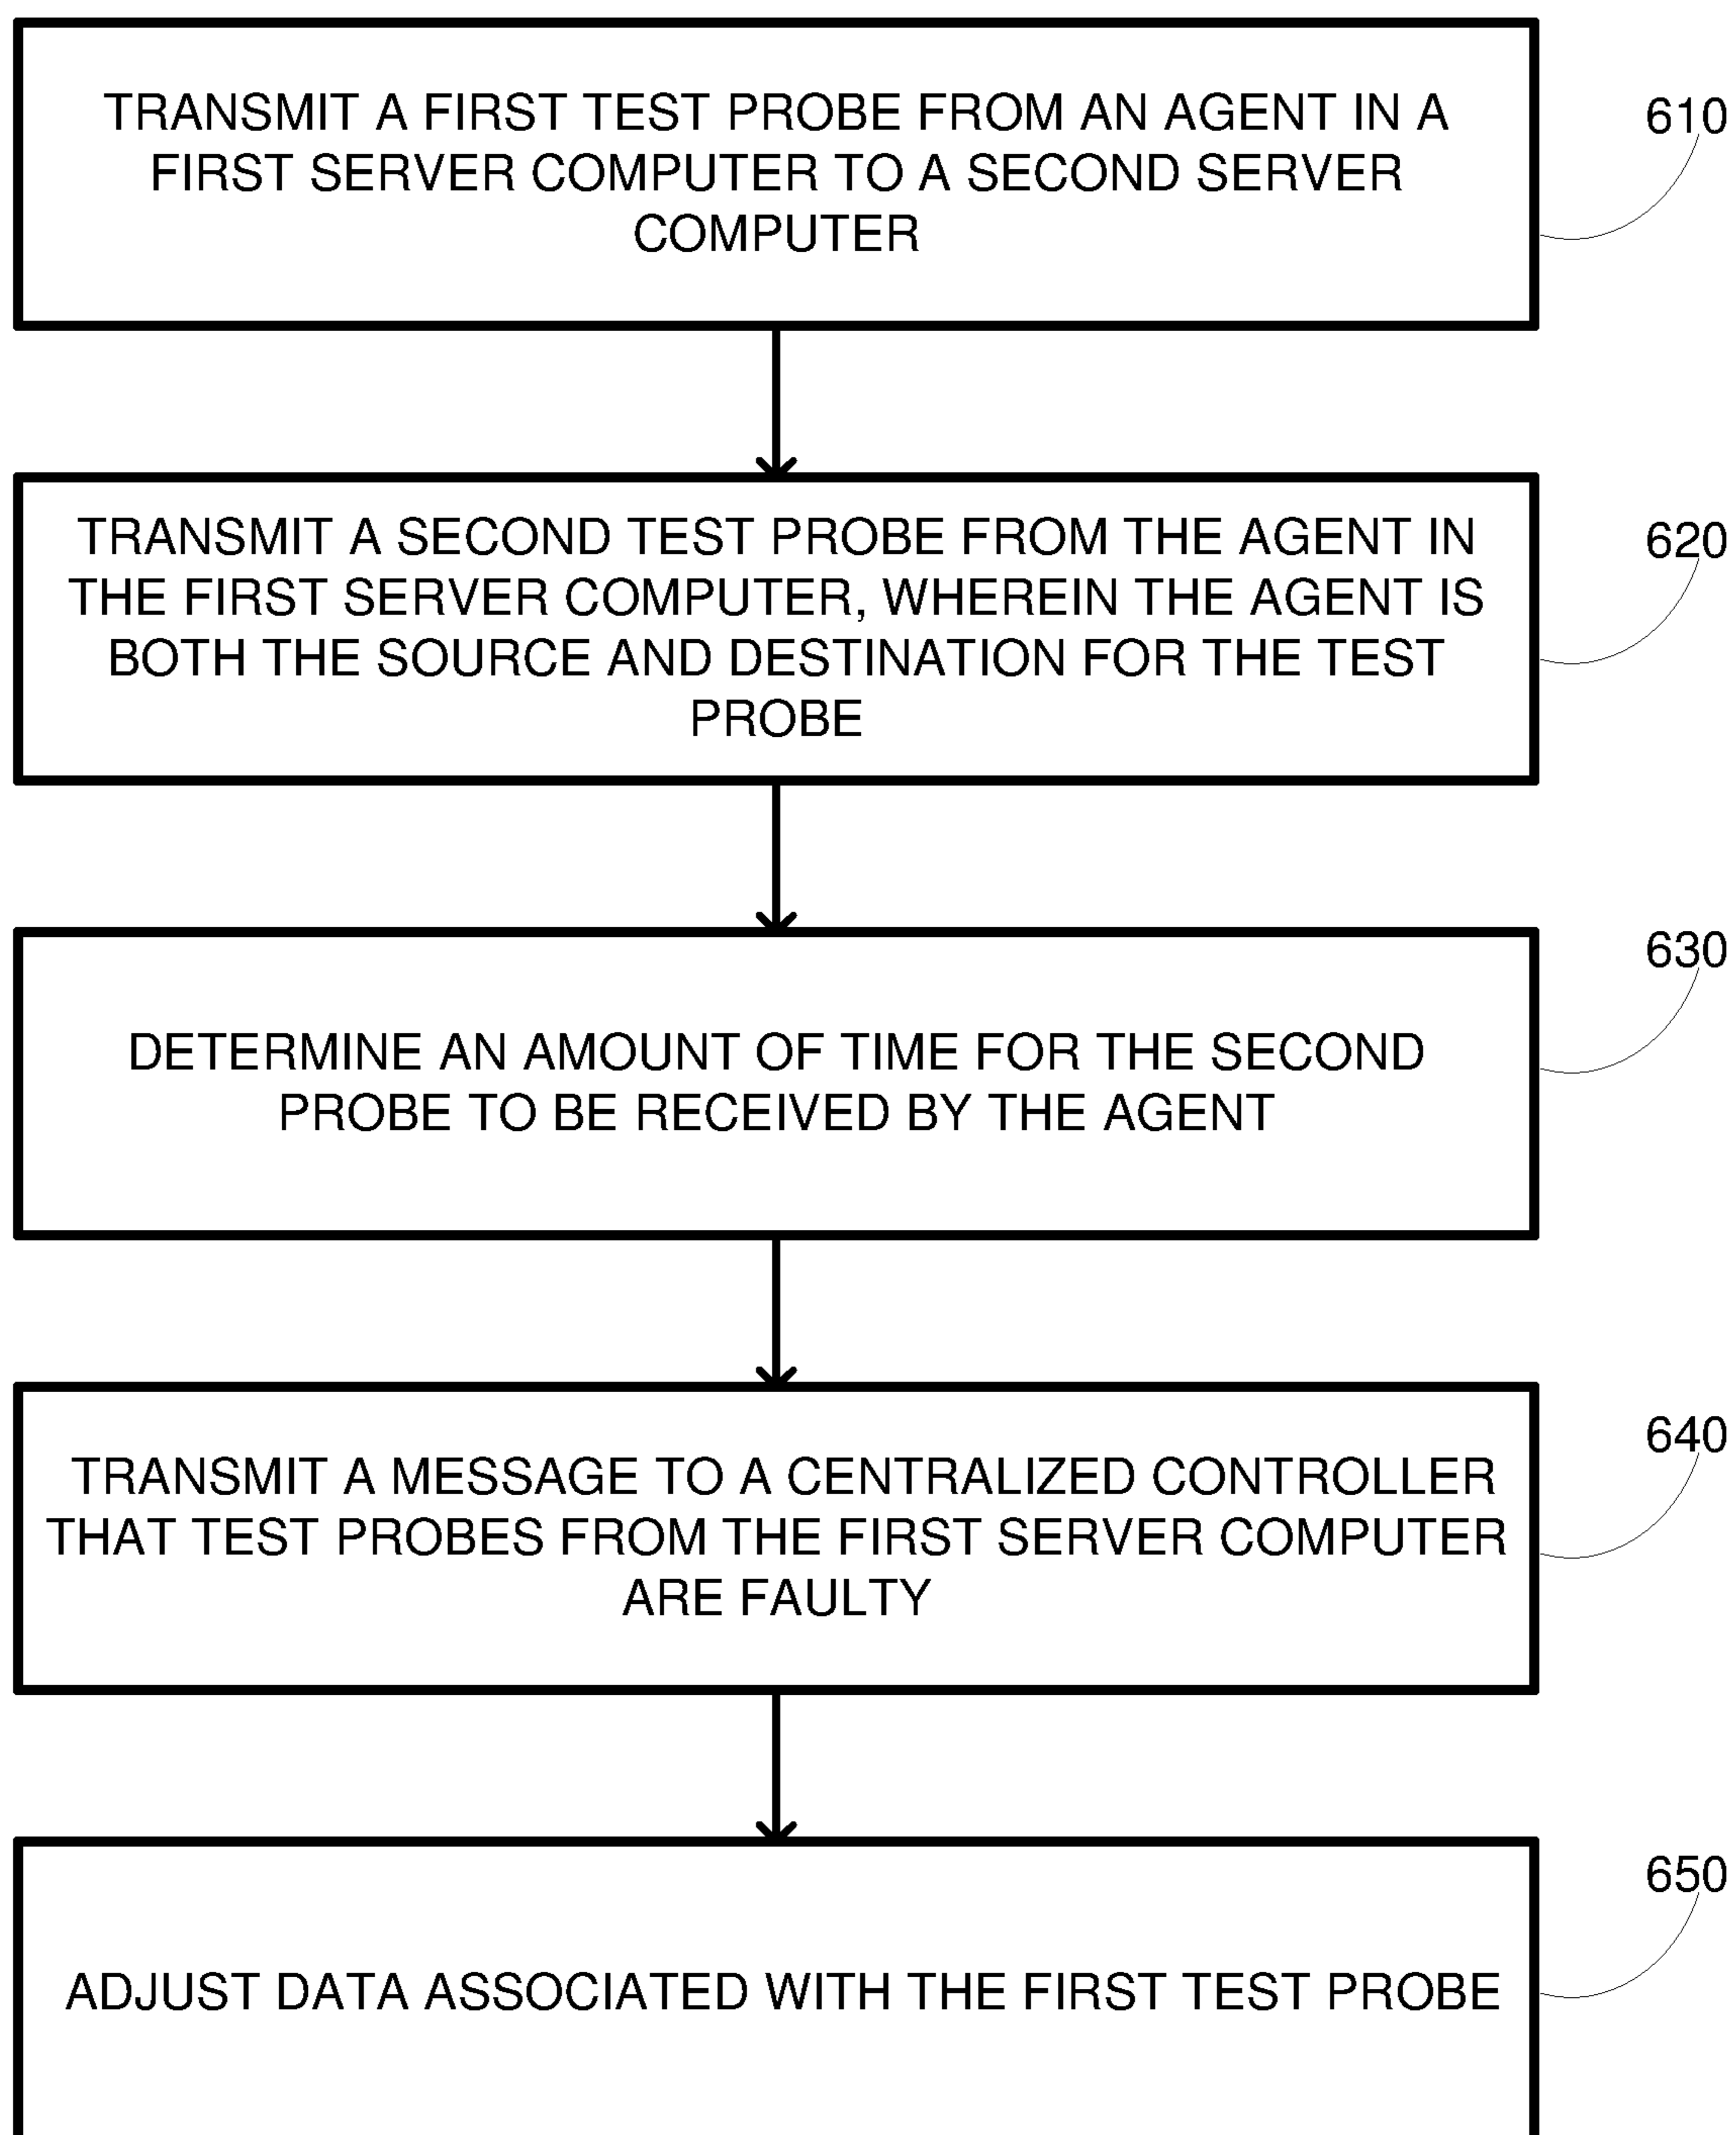 TRANSMIT A FIRST TEST PROBE FROM AN AGENT IN A
FIRST SERVER COMPUTER TO A SECOND SERVER
COMPUTER
610
TRANSMIT A SECOND TEST PROBE FROM THE AGENT IN
THE FIRST SERVER COMPUTER, WHEREIN THE AGENT IS
BOTH THE SOURCE AND DESTINATION FOR THE TEST
PROBE
620
DETERMINE AN AMOUNT OF TIME FOR THE SECOND
PROBE TO BE RECEIVED BY THE AGENT
630
TRANSMIT A MESSAGE TO A CENTRALIZED CONTROLLER
THAT TEST PROBES FROM THE FIRST SERVER COMPUTER
ARE FAULTY
640
ADJUST DATA ASSOCIATED WITH THE FIRST TEST PROBE
650